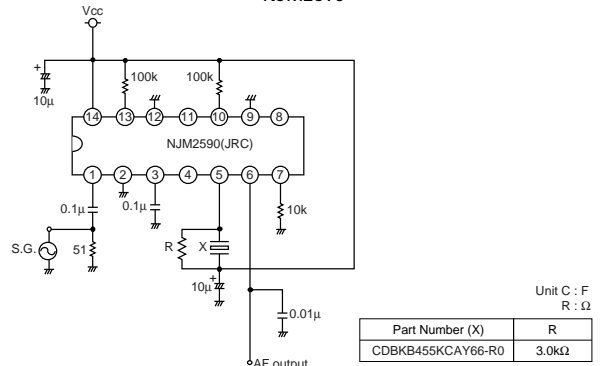 Vcc
+
10μ
100k
100k
14 13 12 11 10 9 8
NJM2590(JRC)
1 2 3 4 5 6 7
0.1μ
0.1μ
10k
S.G.
51
R
X
+
10μ
0.01μ
AF output
Unit C : F
R : Ω
Part Number (X) R
CDBKB455KCAY66-R0 3.0kΩ